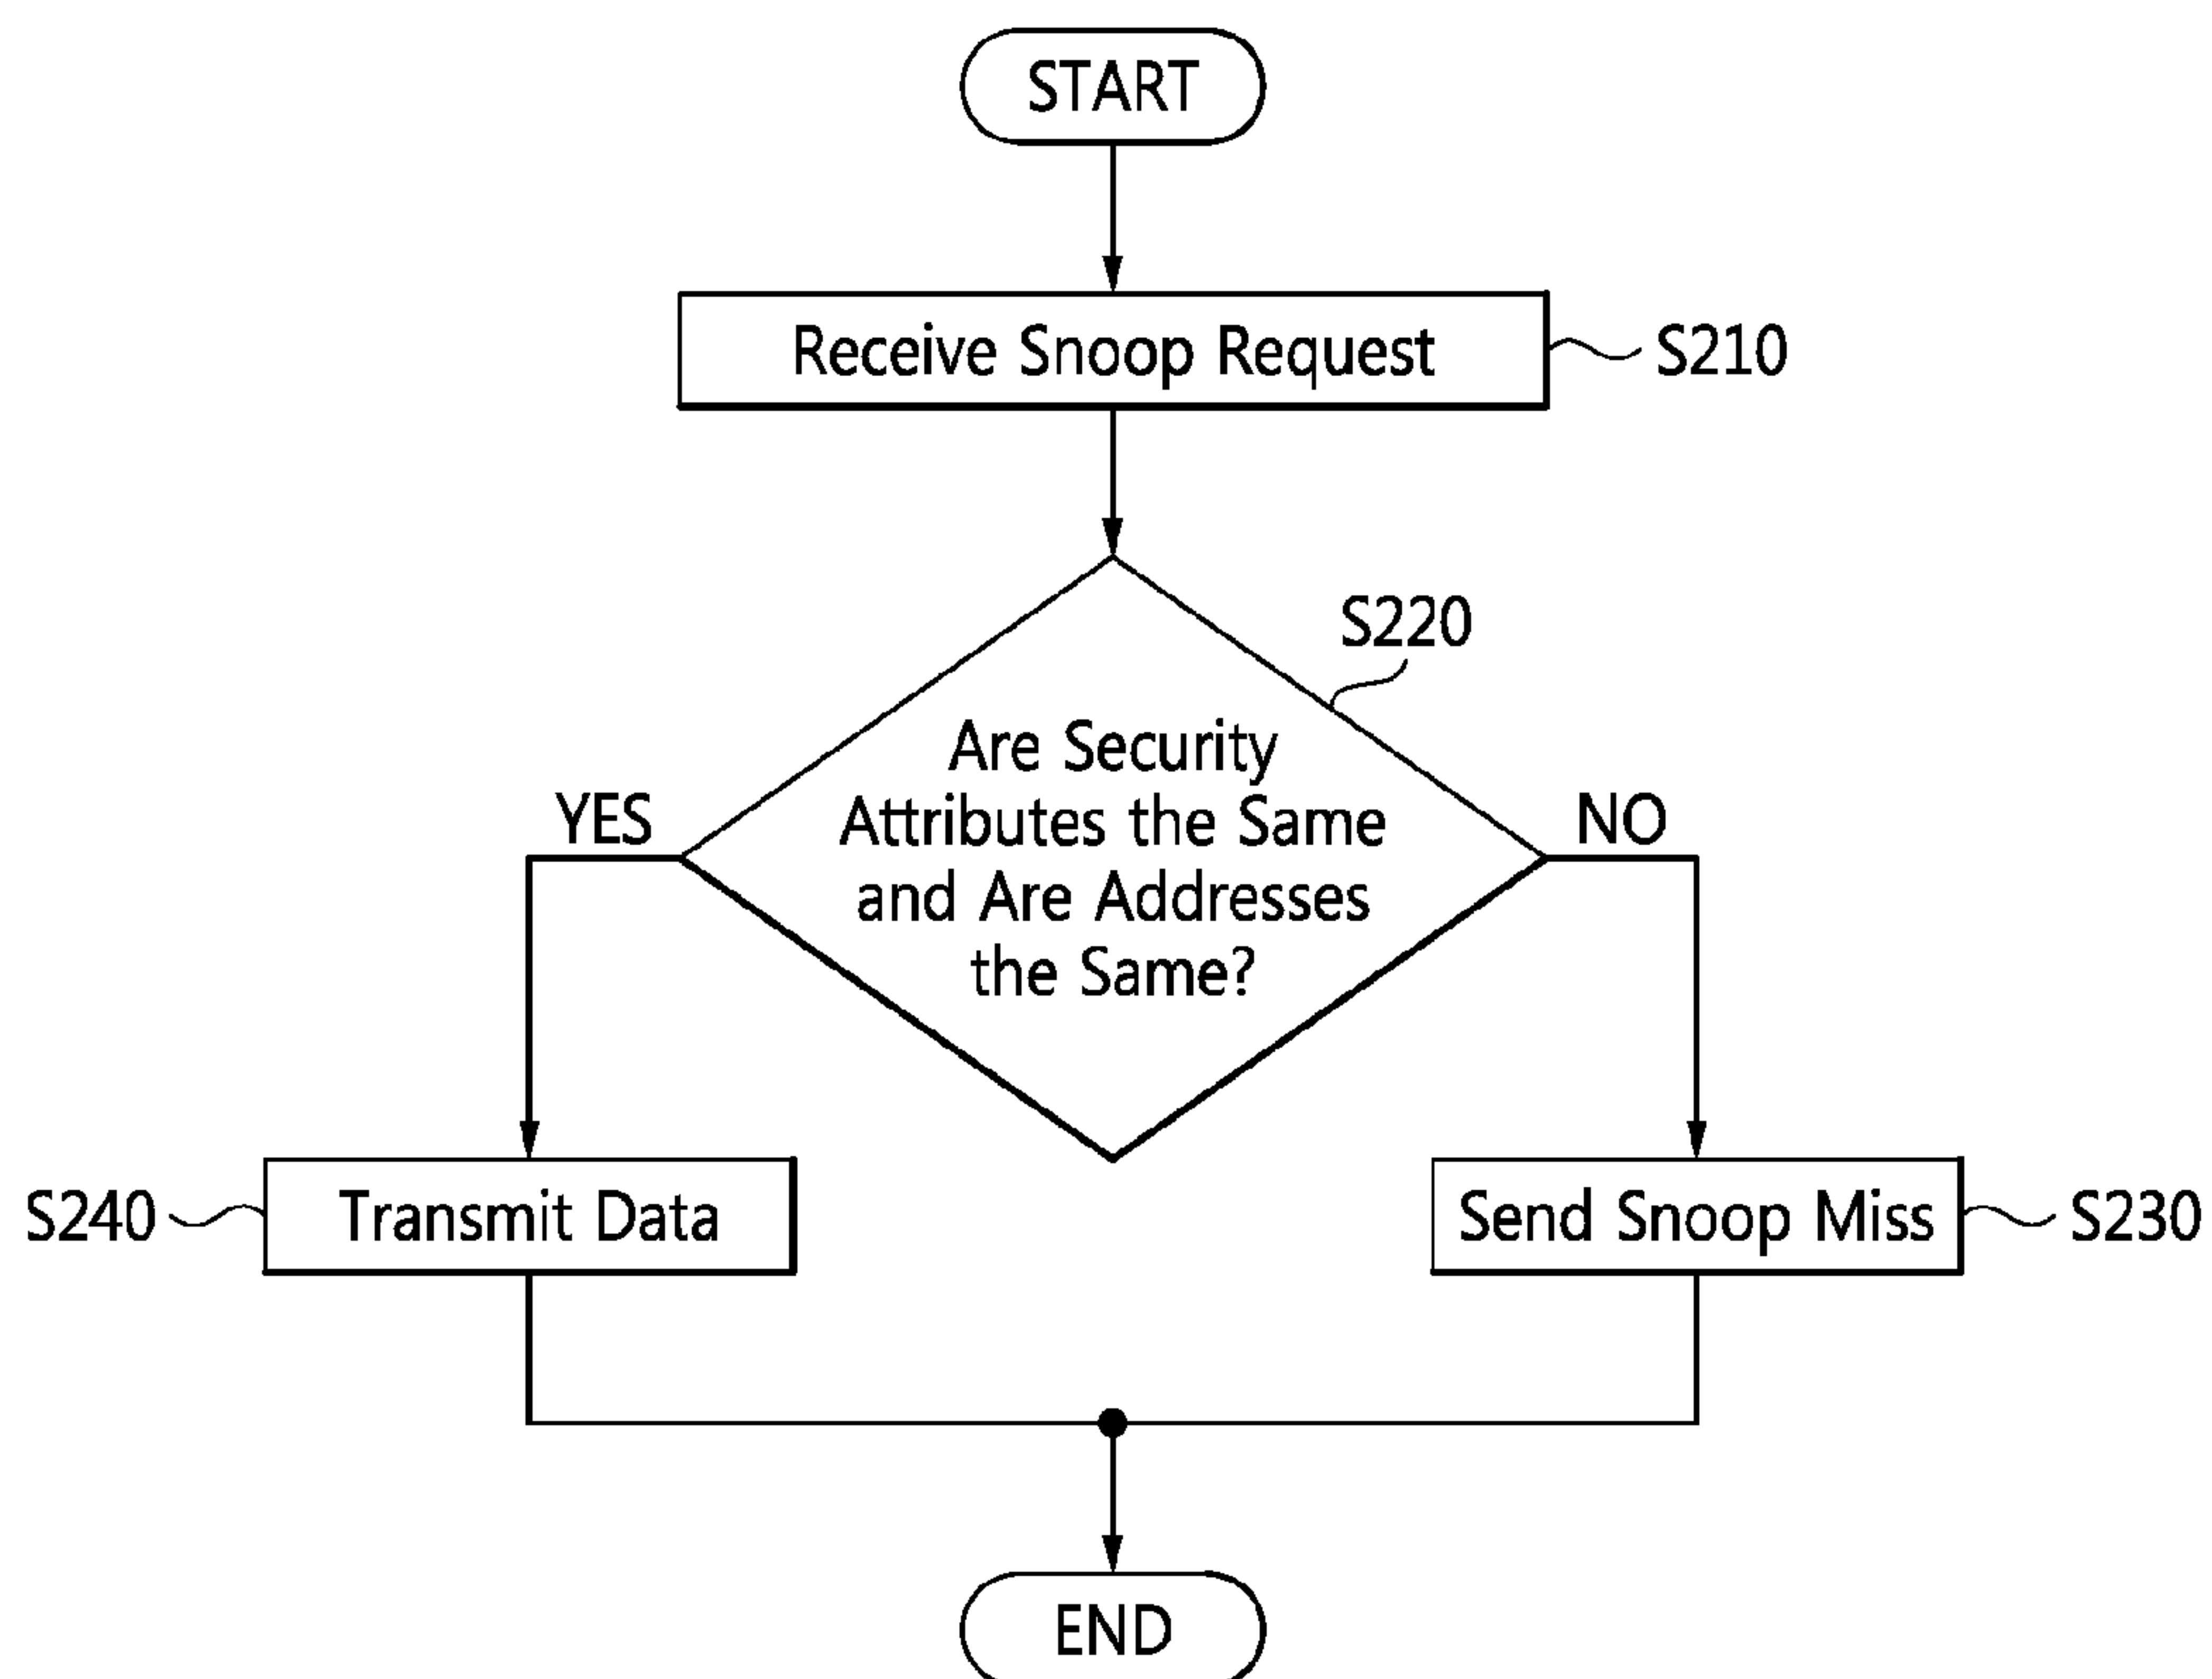 START
Receive Snoop Request
S210
S220
Are Security
Attributes the Same
and Are Addresses
the Same?
YES
NO
S240
Transmit Data
Send Snoop Miss
S230
END